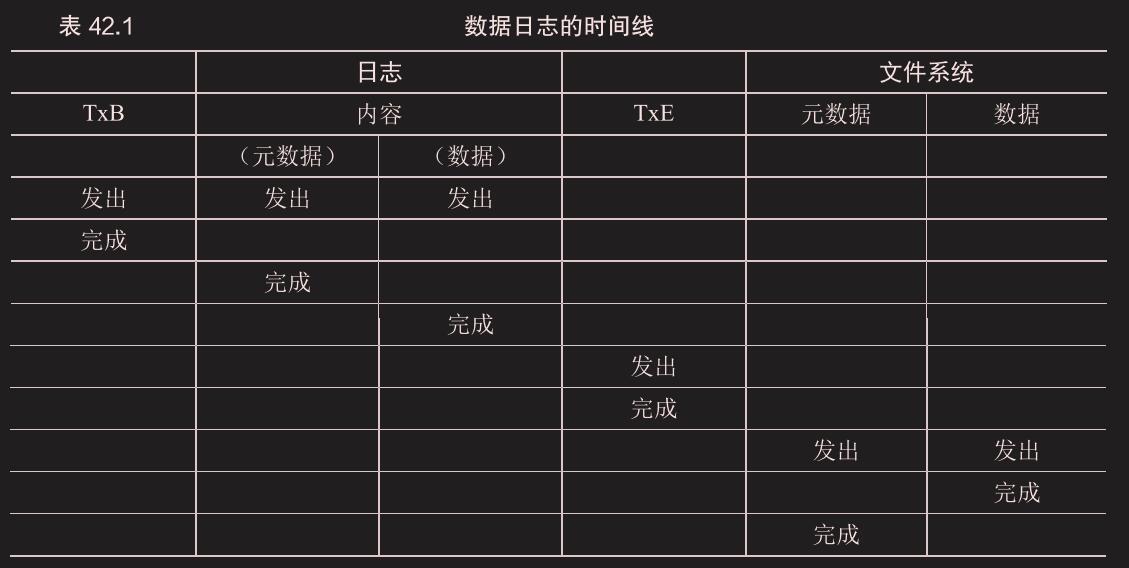 表 42.1 数据日志的时间线
日志 文件系统
TxB 内容 TxE 元数据 数据
（元数据） （数据）
发出 发出 发出
完成
完成
完成
发出
完成
发出 发出
完成
完成